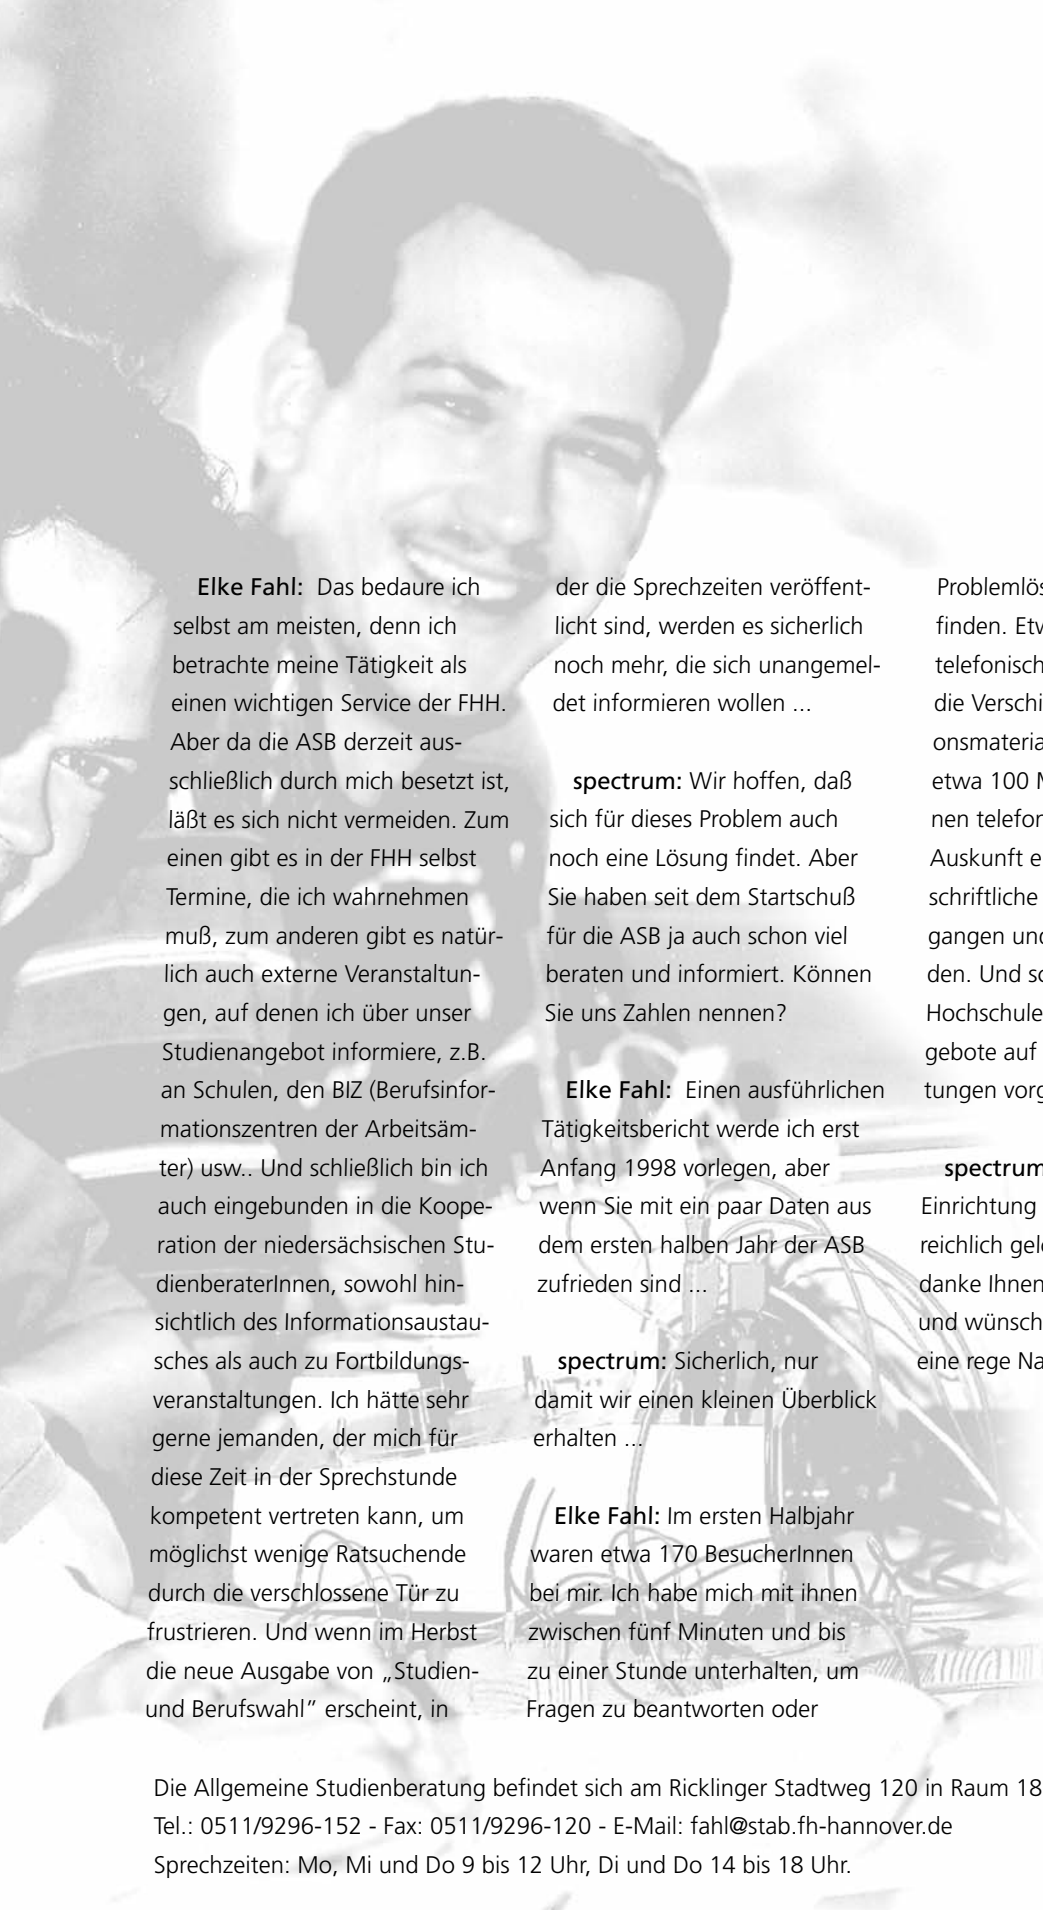 Elke Fahl: Das bedaure ich
selbst am meisten, denn ich
betrachte meine Tätigkeit als
einen wichtigen Service der FHH.
Aber da die ASB derzeit aus-
schließlich durch mich besetzt ist,
läßt es sich nicht vermeiden. Zum
einen gibt es in der FHH selbst
Termine, die ich wahrnehmen
muß, zum anderen gibt es natür-
lich auch externe Veranstaltun-
gen, auf denen ich über unser
Studienangebot informiere, z.B.
an Schulen, den BIZ (Berufsinfor-
mationszentren der Arbeitsäm-
ter) usw.. Und schließlich bin ich
auch eingebunden in die Koope-
ration der niedersächsischen Stu-
dienberaterInnen, sowohl hin-
sichtlich des Informationsaustau-
sches als auch zu Fortbildungs-
veranstaltungen. Ich hätte sehr
gerne jemanden, der mich für
diese Zeit in der Sprechstunde
kompetent vertreten kann, um
möglichst wenige Ratsuchende
durch die verschlossene Tür zu
frustrieren. Und wenn im Herbst
die neue Ausgabe von „Studien-
und Berufswahl” erscheint, in
der die Sprechzeiten veröffent-
licht sind, werden es sicherlich
noch mehr, die sich unangemel-
det informieren wollen ...
spectrum: Wir hoffen, daß
sich für dieses Problem auch
noch eine Lösung findet. Aber
Sie haben seit dem Startschuß
für die ASB ja auch schon viel
beraten und informiert. Können
Sie uns Zahlen nennen?
Elke Fahl: Einen ausführlichen
Tätigkeitsbericht werde ich erst
Anfang 1998 vorlegen, aber
wenn Sie mit ein paar Daten aus
dem ersten halben Jahr der ASB
zufrieden sind ...
spectrum: Sicherlich, nur
damit wir einen kleinen Überblick
erhalten ...
Elke Fahl: Im ersten Halbjahr
waren etwa 170 BesucherInnen
bei mir. Ich habe mich mit ihnen
zwischen fünf Minuten und bis
zu einer Stunde unterhalten, um
Fragen zu beantworten oder
Problemlös
finden. Etw
telefonisch
die Verschi
onsmateria
etwa 100 M
nen telefon
Auskunft e
schriftliche
gangen und
den. Und so
Hochschule
gebote auf
tungen vorg
spectrum
Einrichtung
reichlich gel
danke Ihnen
und wünsch
eine rege Na
Die Allgemeine Studienberatung befindet sich am Ricklinger Stadtweg 120 in Raum 18
Tel.: 0511/9296-152 - Fax: 0511/9296-120 - E-Mail: fahl@stab.fh-hannover.de
Sprechzeiten: Mo, Mi und Do 9 bis 12 Uhr, Di und Do 14 bis 18 Uhr.